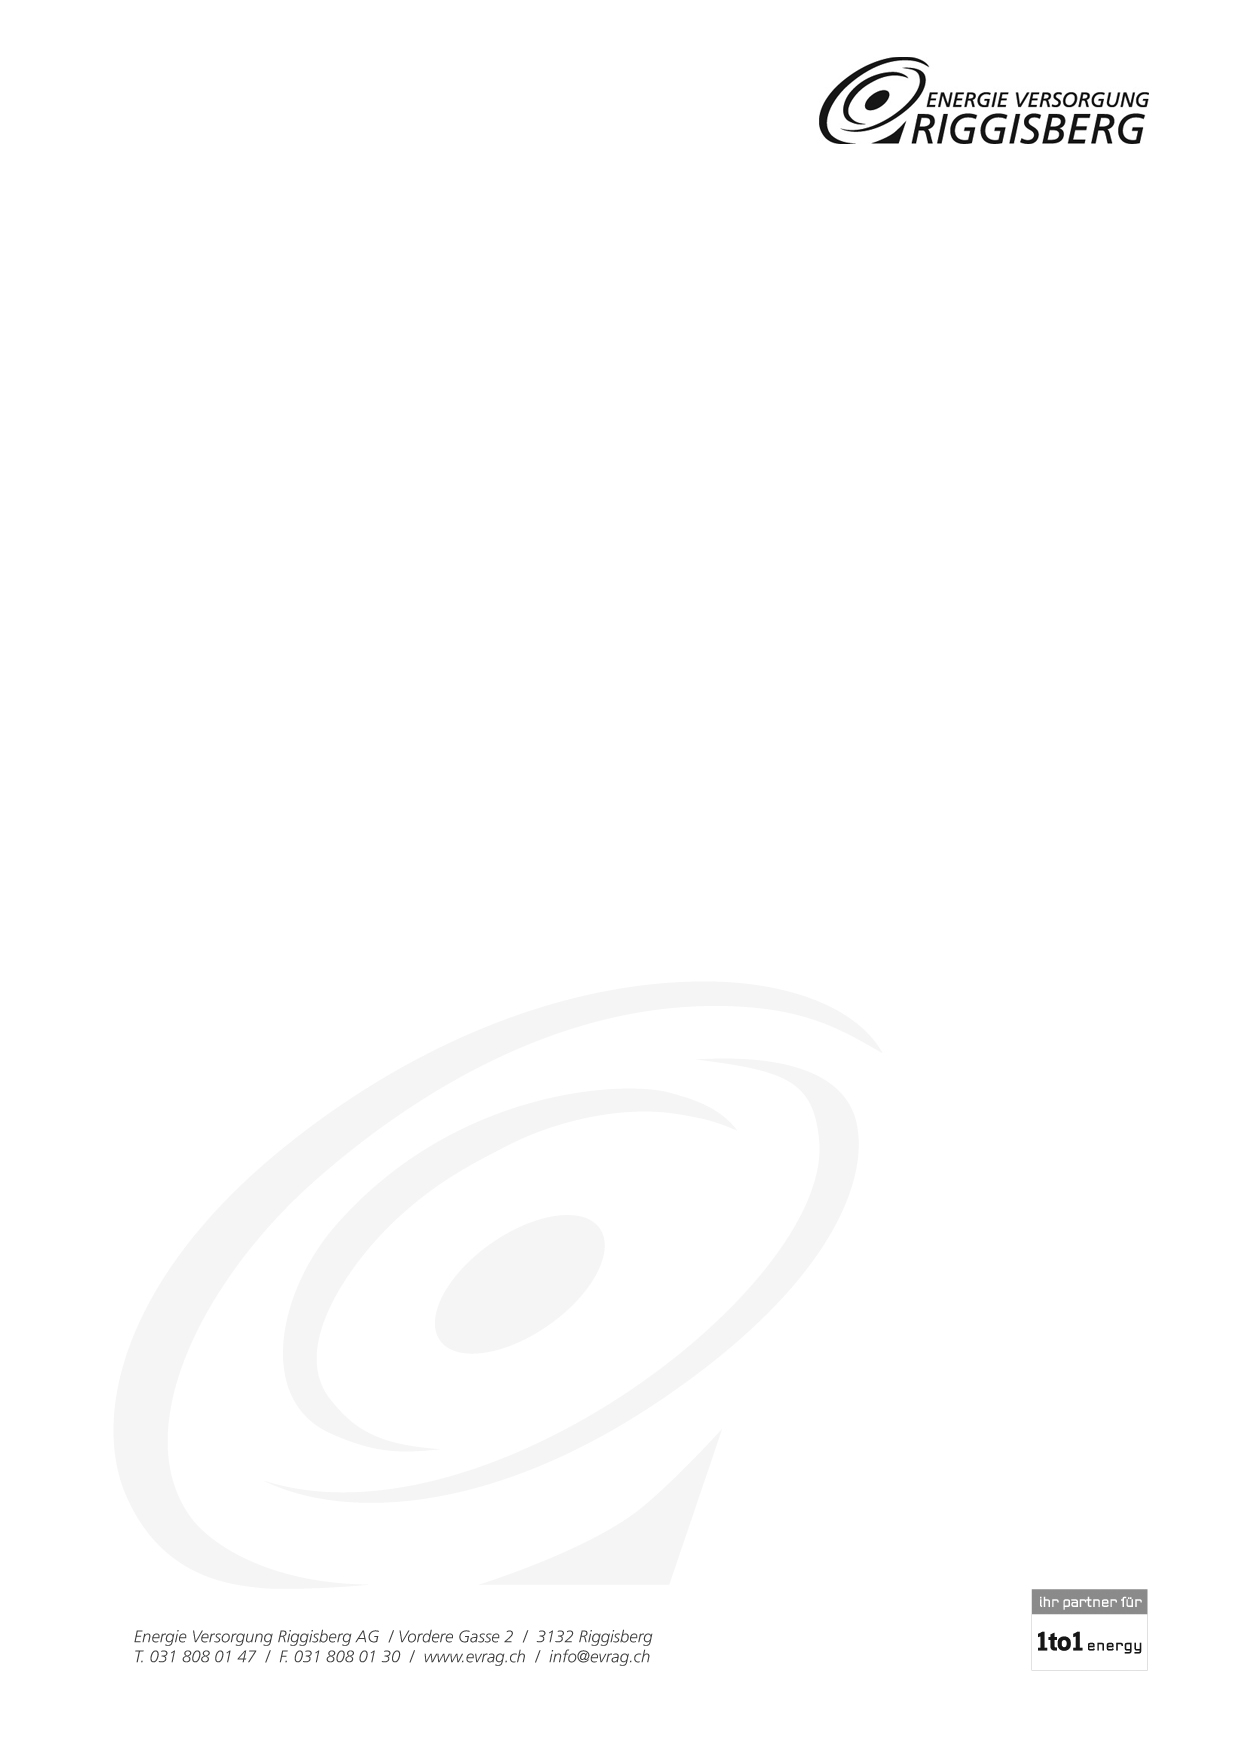 ENERGIE VERSORGUNG
RIGGISBERG
ihr partner für
1to1 energy
Energie Versorgung Riggisberg AG / Vordere Gasse 2 / 3132 Riggisberg
T. 031 808 01 47 / F. 031 808 01 30 / www.evrag.ch / info@evrag.ch